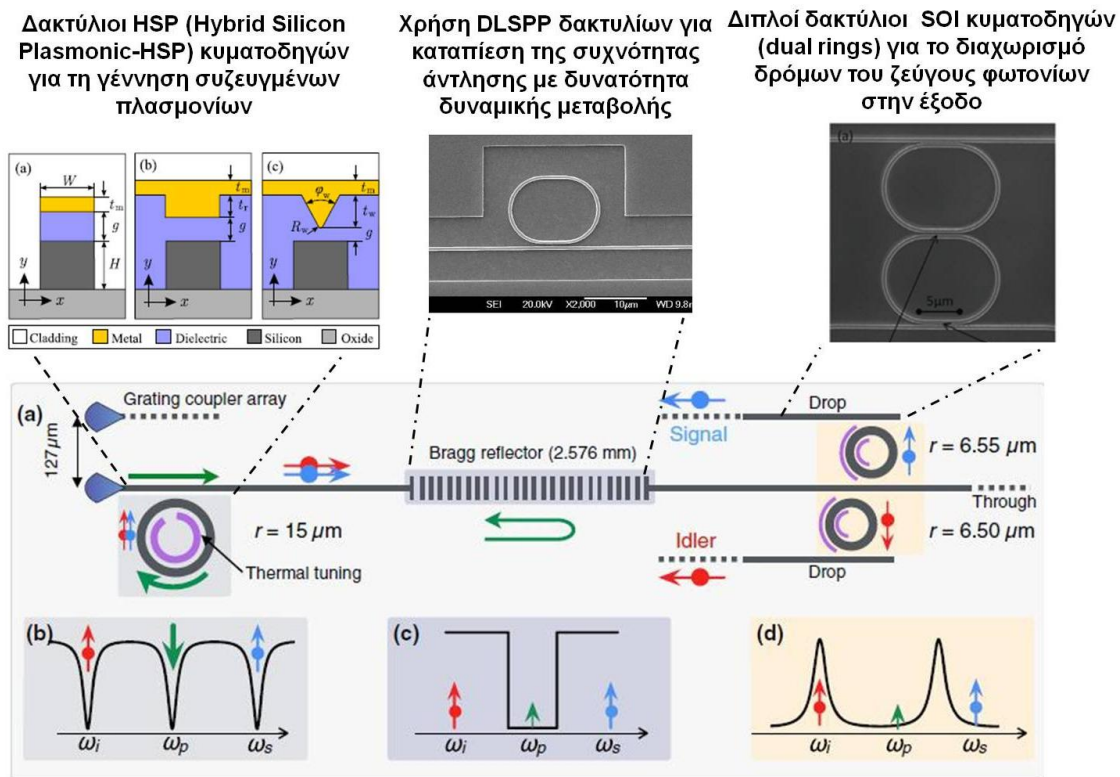 Δακτύλιοι HSP (Hybrid Silicon
Plasmonic-HSP) κυματοδηγών
για τη γέννηση συζευγμένων
πλασμονίων
Χρήση DLSPP δακτυλίων για
καταπίεση της συχνότητας
άντλησης με δυνατότητα
δυναμικής μεταβολής
Διπλοί δακτύλιοι SOI κυματοδηγών
(dual rings) για το διαχωρισμό
δρόμων του ζεύγους φωτονίων
στην έξοδο
(a)
W
tm
g
H
y
x
(b)
tm
tr
g
y
x
(c)
φw
tm
tw
Rw
g
y
x
Cladding Metal Dielectric Silicon Oxide
SEI 20.0kV X2,000 10μm WD 9.8m
(a)
5μm
(a)
Grating coupler array
127μm
r = 15 μm
Thermal tuning
Bragg reflector (2.576 mm)
Signal
Drop
r = 6.55 μm
Through
r = 6.50 μm
Idler
Drop
(b)
ωi ωp ωs
(c)
ωi ωp ωs
(d)
ωi ωp ωs